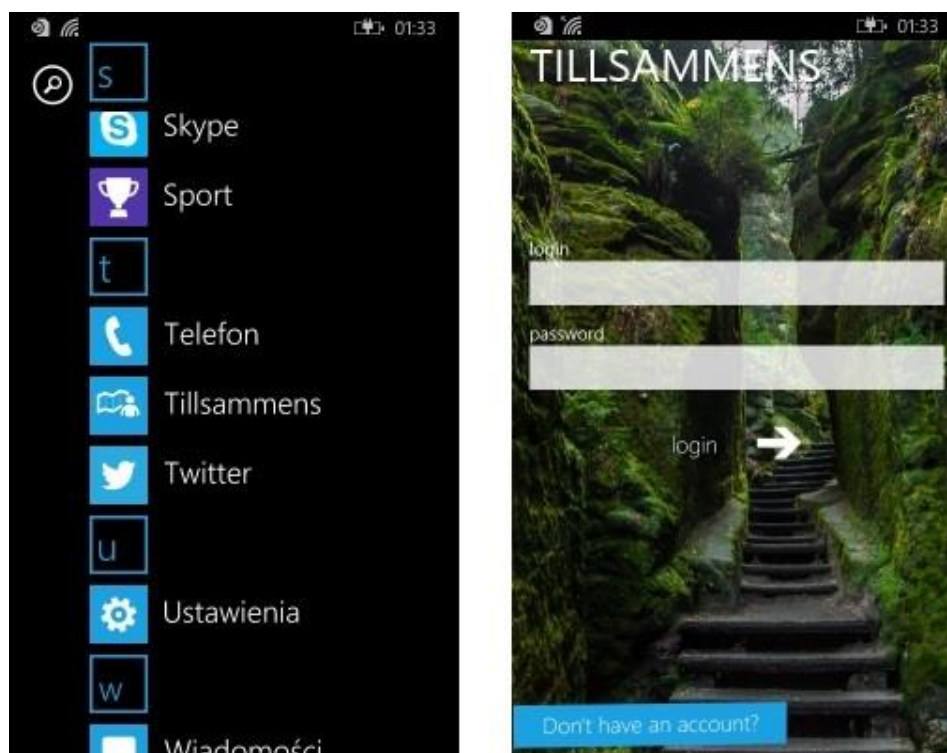 01:33
s
Skype
Sport
t
Telefon
Tillsammens
Twitter
u
Ustawienia
w
Wiadomości
01:33
TILLSAMMENS
login
password
login
Don't have an account?